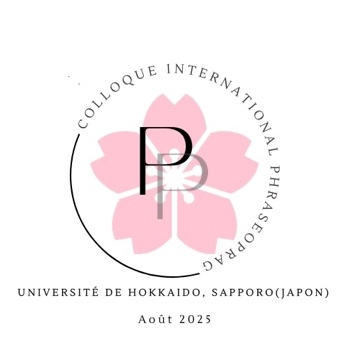 COLLOQUE INTERNATIONAL PHRASEOPRAG
P
P
UNIVERSITÉ DE HOKKAIDO, SAPPORO(JAPON)
Août 2025